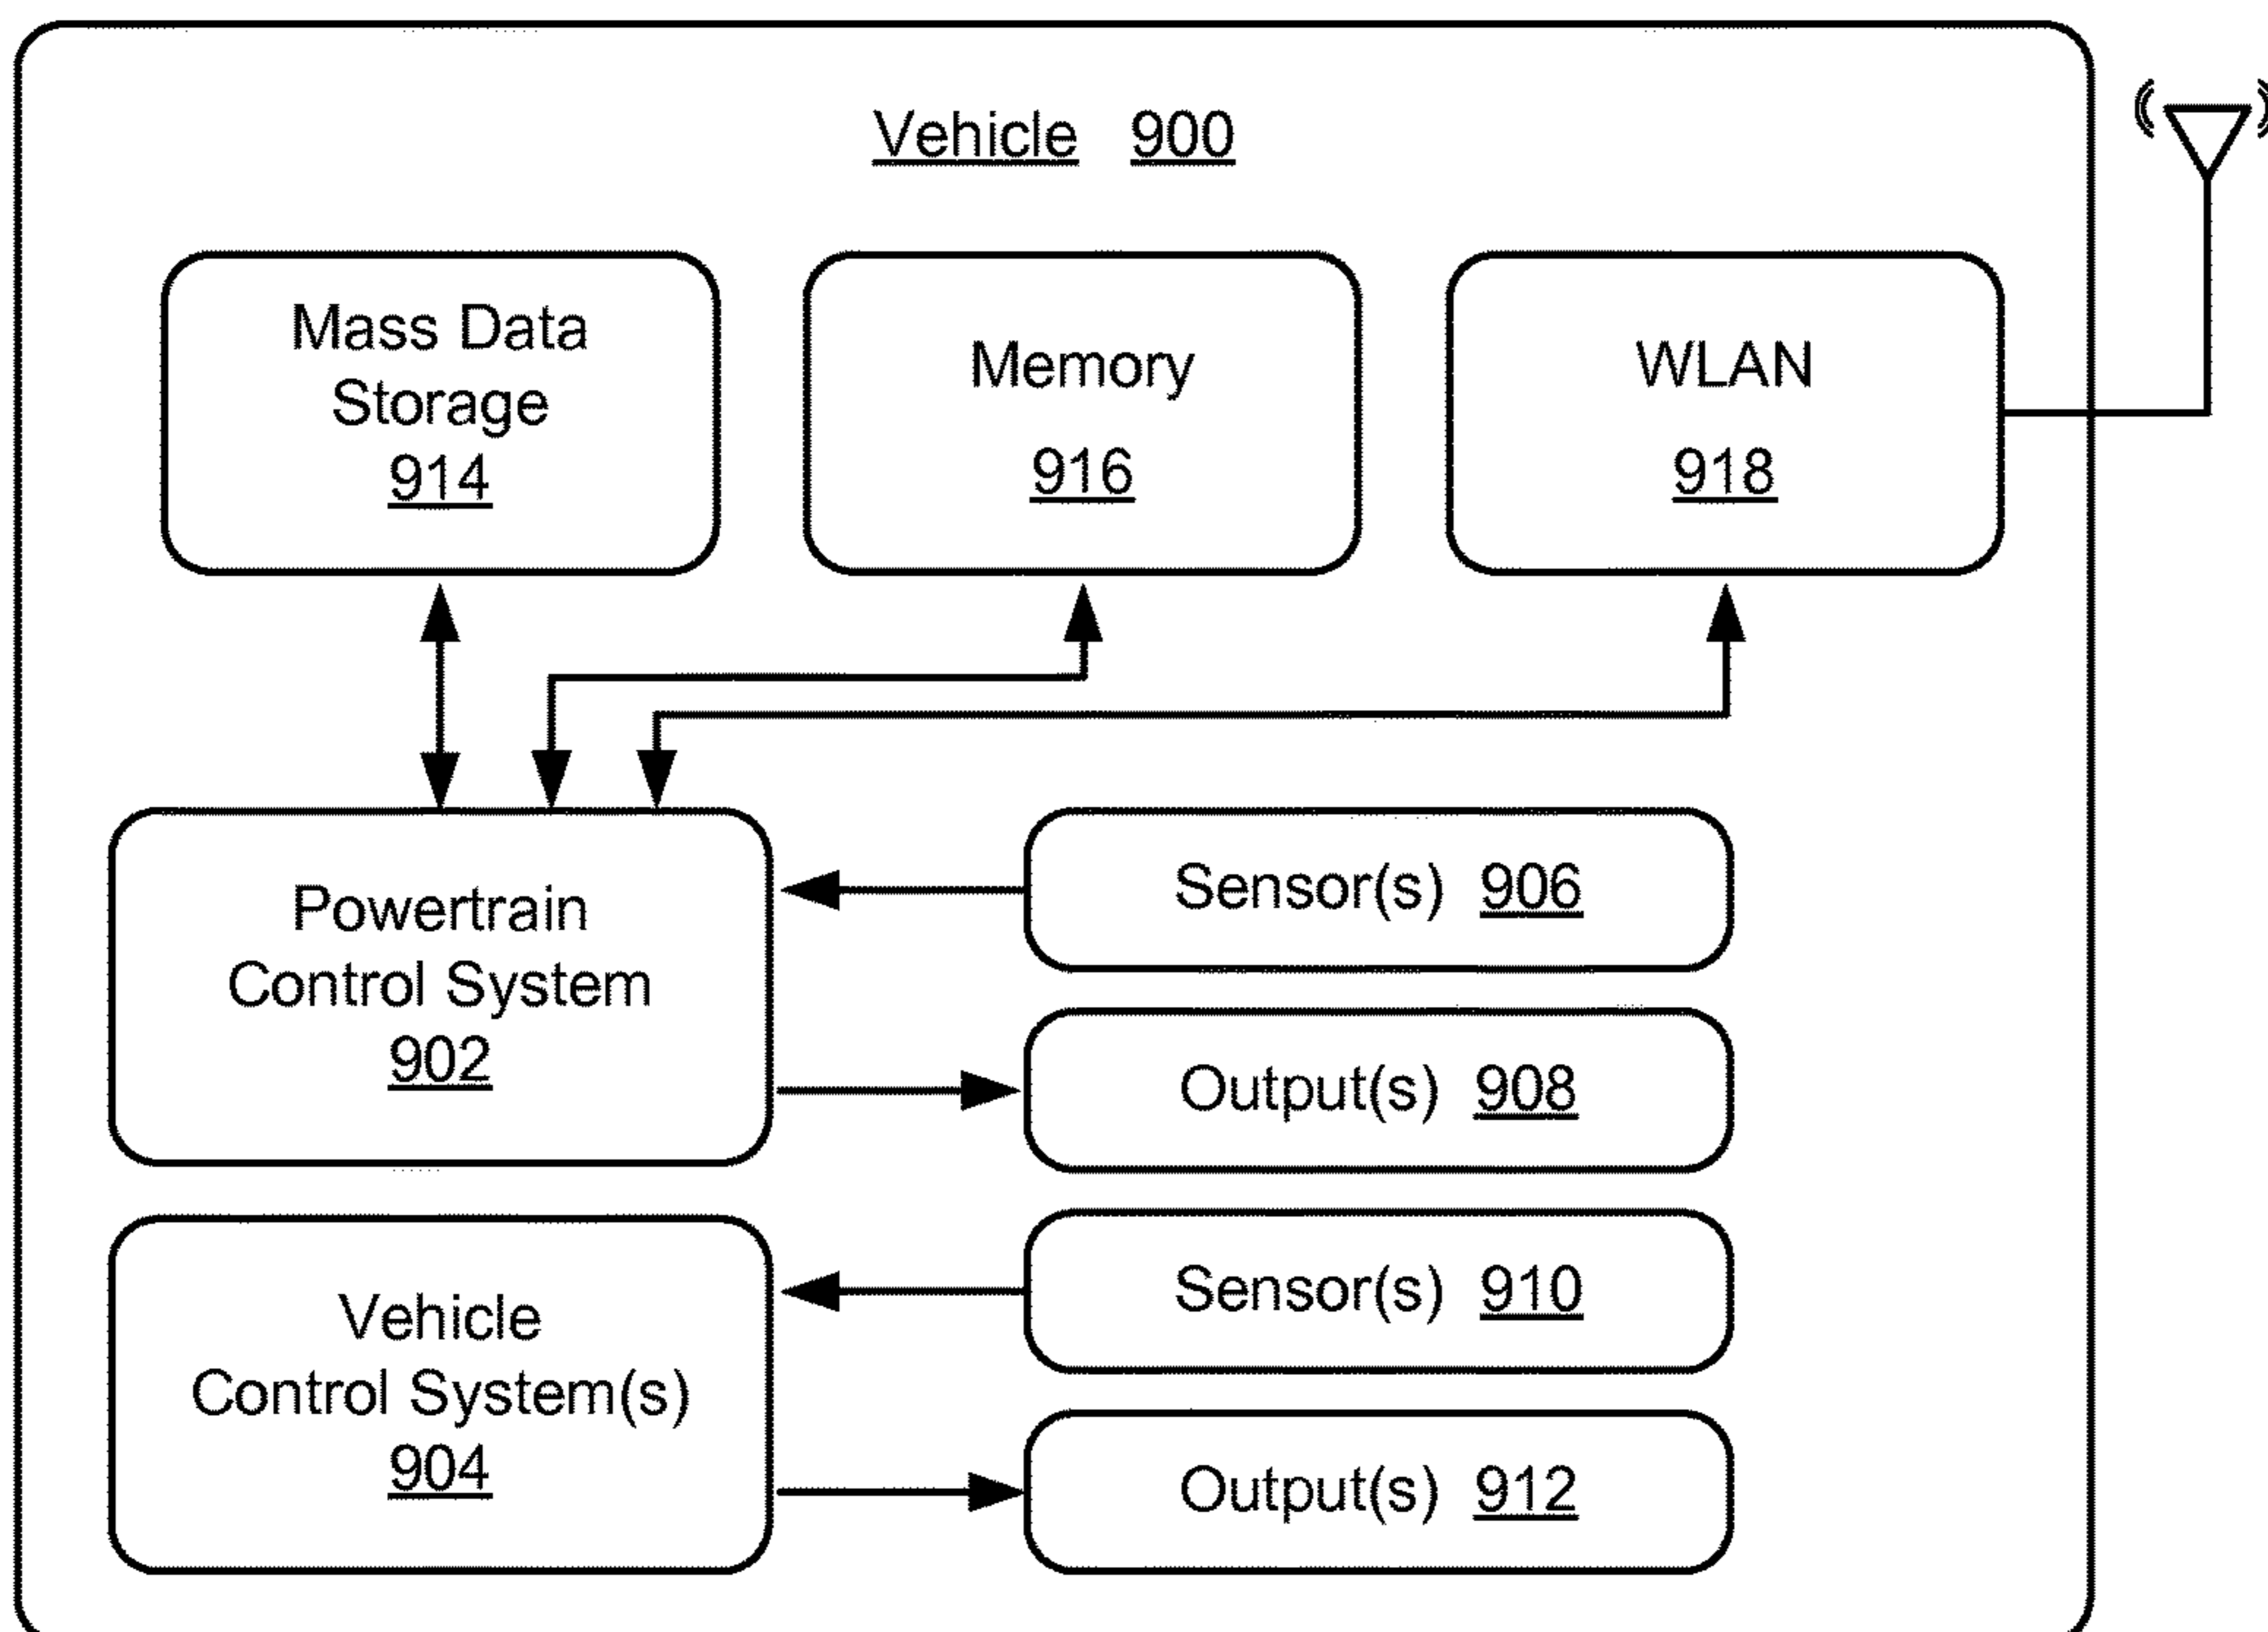 Vehicle 900
Mass Data
Storage
914
Memory
916
WLAN
918
Powertrain
Control System
902
Sensor(s) 906
Output(s) 908
Vehicle
Control System(s)
904
Sensor(s) 910
Output(s) 912